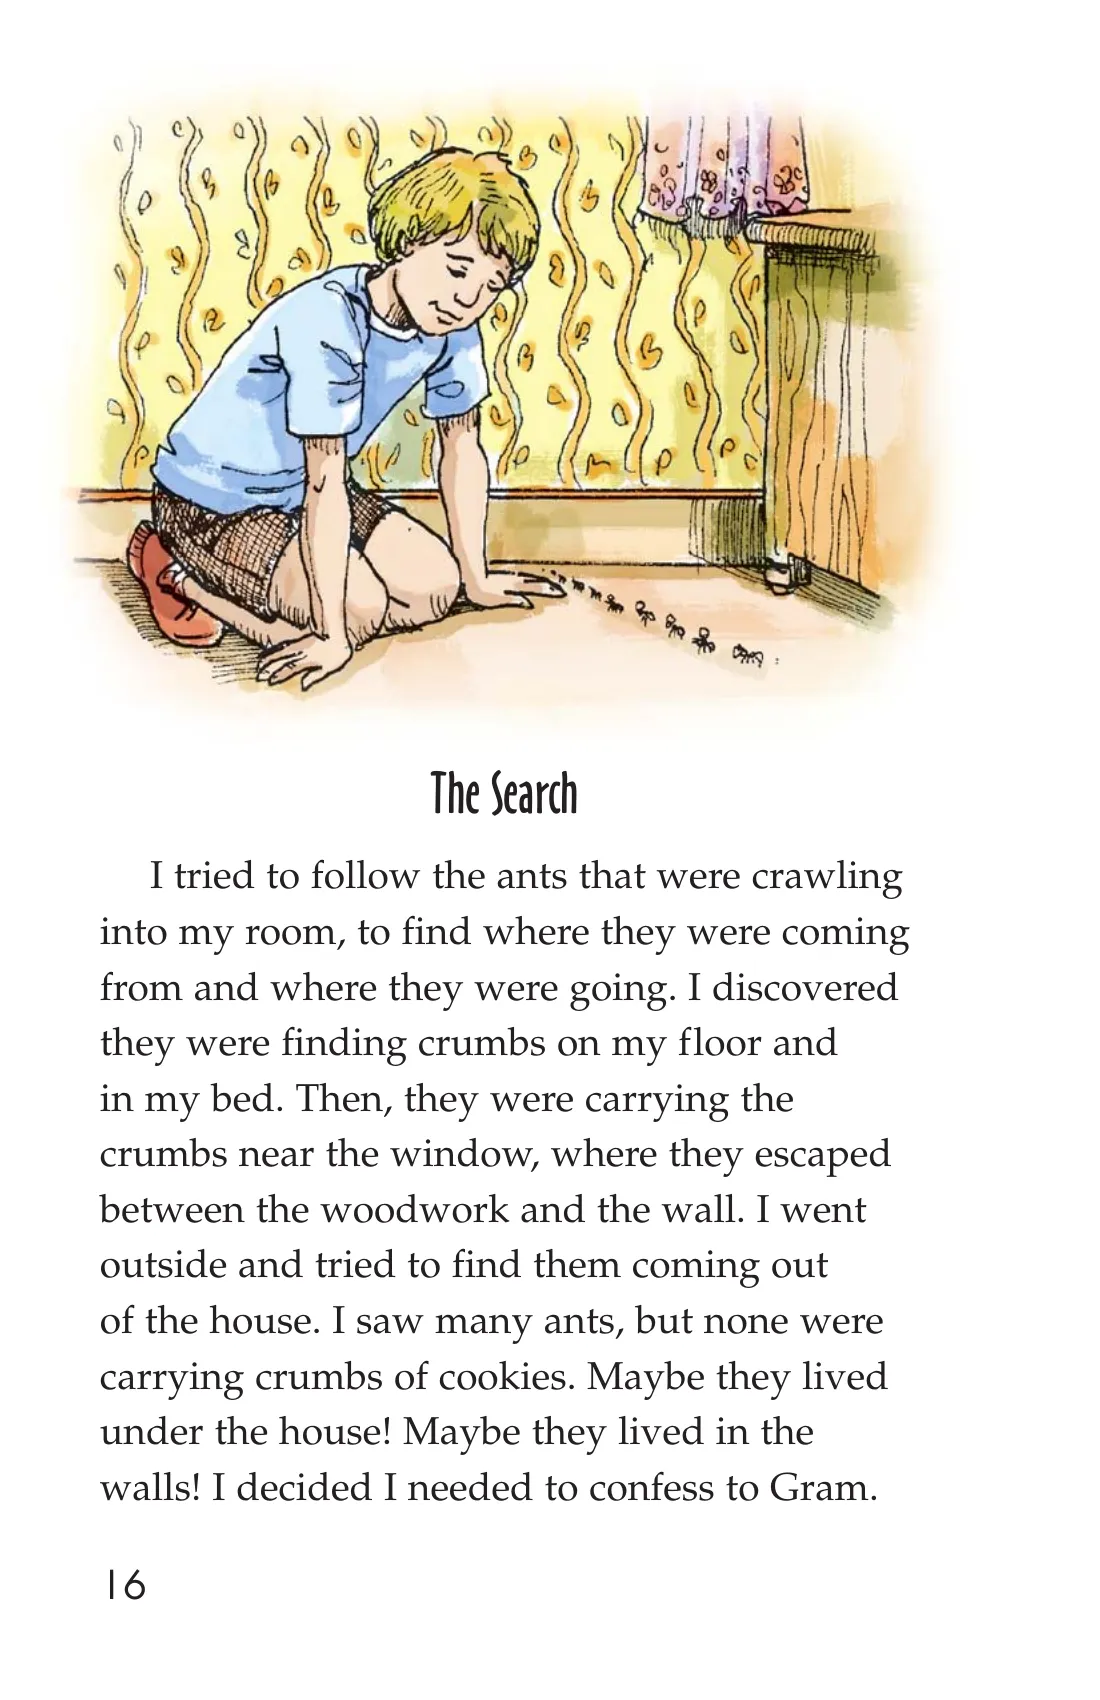 The Search
I tried to follow the ants that were crawling
into my room, to find where they were coming
from and where they were going. I discovered
they were finding crumbs on my floor and
in my bed. Then, they were carrying the
crumbs near the window, where they escaped
between the woodwork and the wall. I went
outside and tried to find them coming out
of the house. I saw many ants, but none were
carrying crumbs of cookies. Maybe they lived
under the house! Maybe they lived in the
walls! I decided I needed to confess to Gram.
16